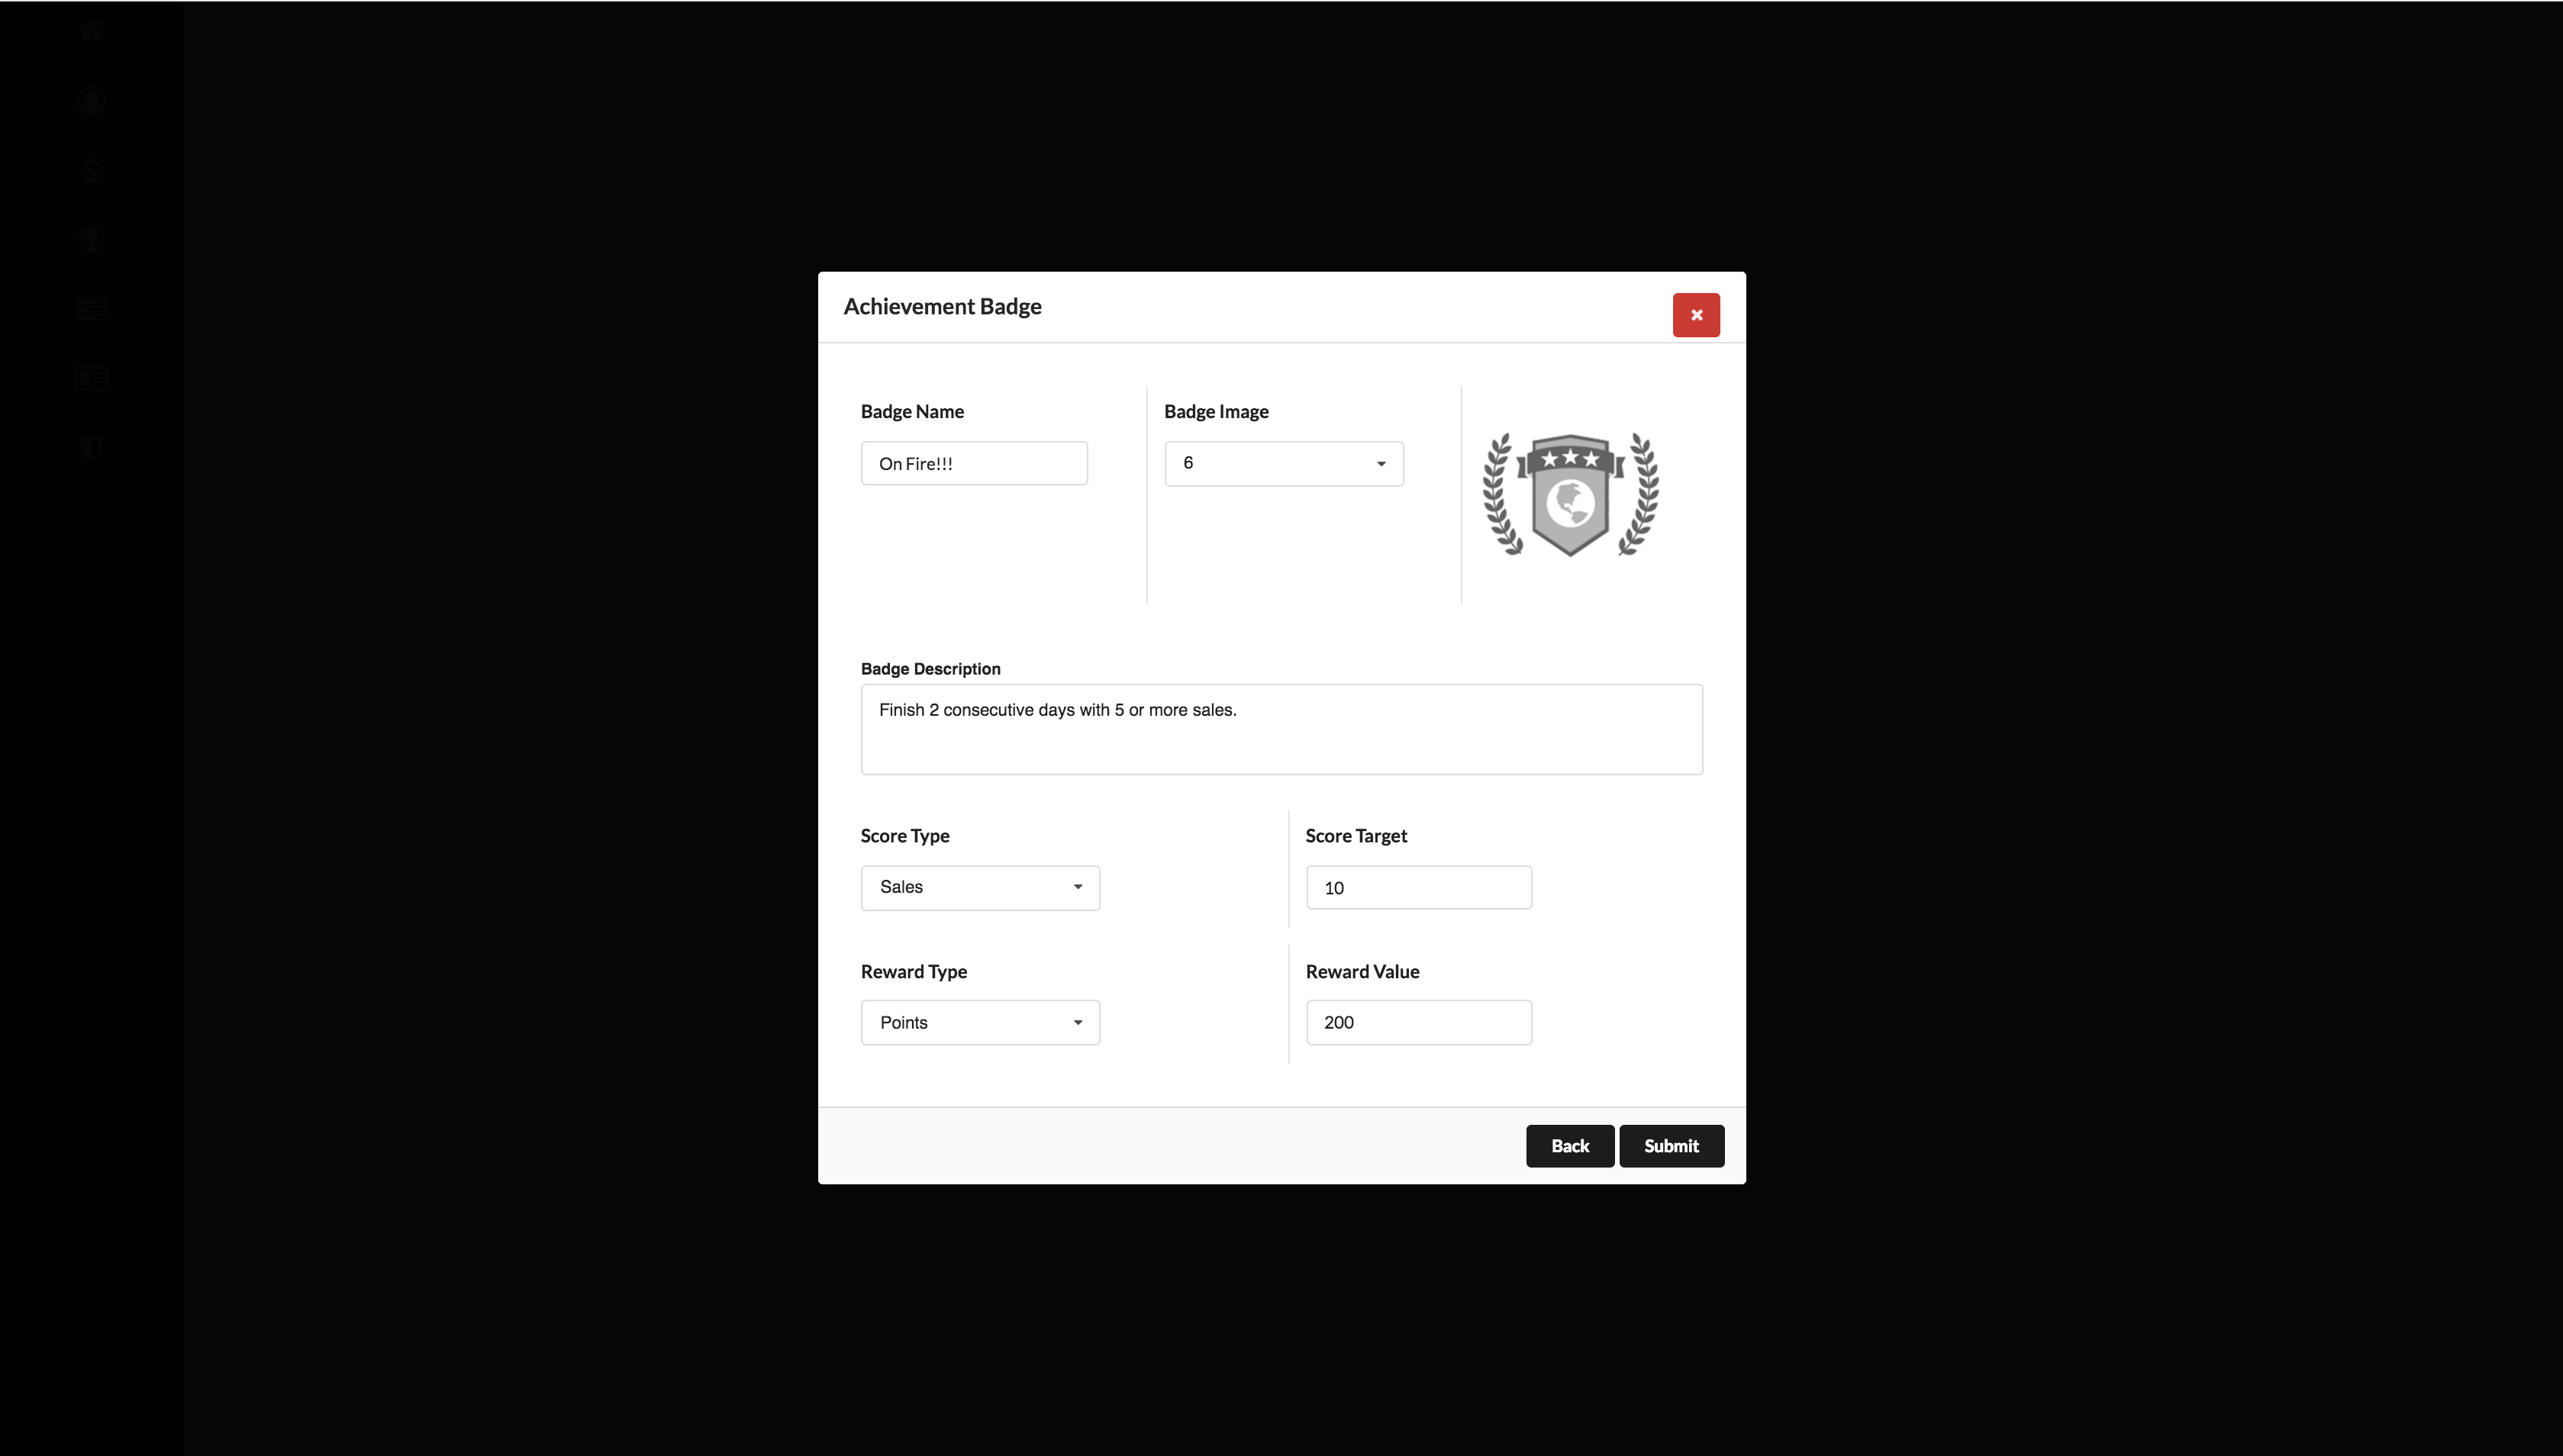 Achievement Badge
Badge Name
Badge Image
On Fire!!!
6
Badge Description
Finish 2 consecutive days with 5 or more sales.
Score Type
Score Target
Sales
10
Reward Type
Reward Value
Points
200
Back
Submit